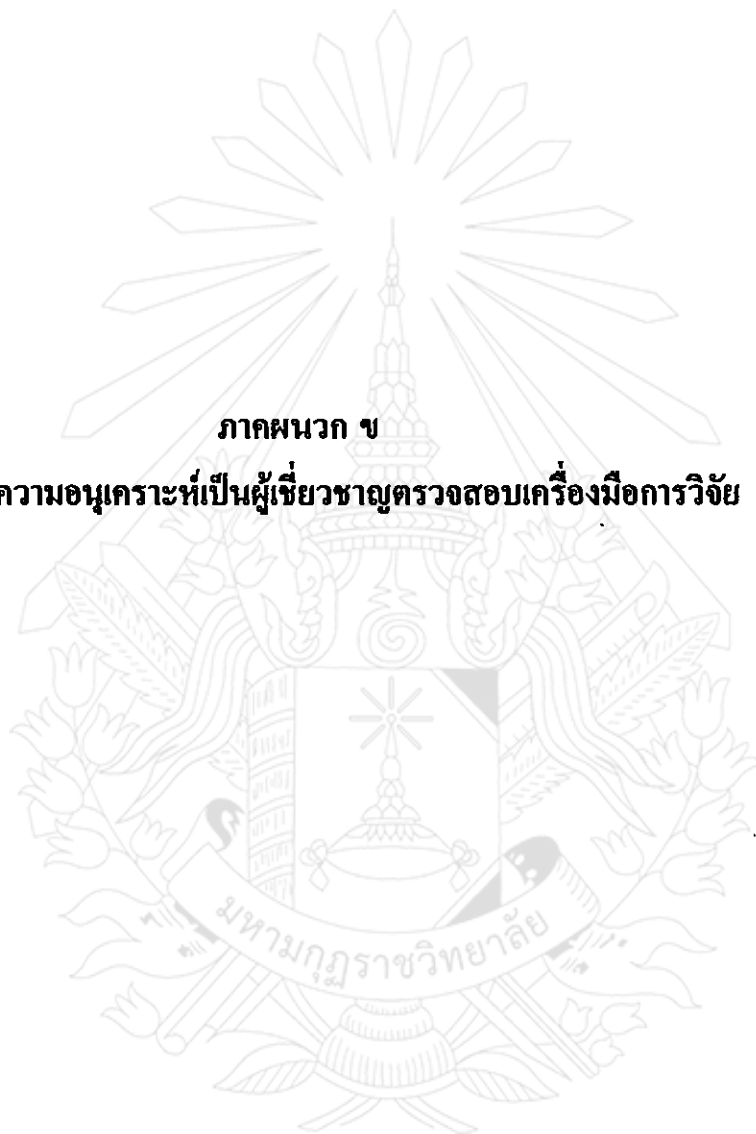 ภาคผนวก ข
ความอนุเคราะห์เป็นผู้เชี่ยวชาญตรวจสอบเครื่องมือการวิจัย
มหามกุฏราชวิทยาลัย